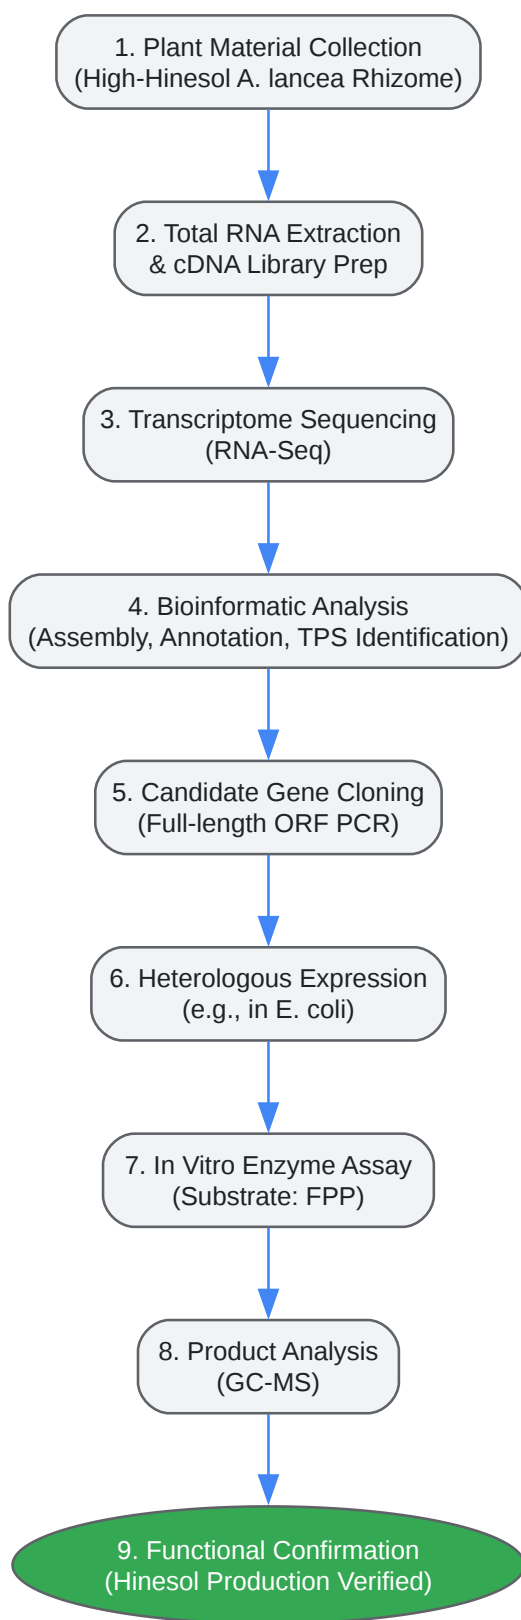 1. Plant Material Collection
(High-Hinesol A. lancea Rhizome)
2. Total RNA Extraction
& cDNA Library Prep
3. Transcriptome Sequencing
(RNA-Seq)
4. Bioinformatic Analysis
(Assembly, Annotation, TPS Identification)
5. Candidate Gene Cloning
(Full-length ORF PCR)
6. Heterologous Expression
(e.g., in E. coli)
7. In Vitro Enzyme Assay
(Substrate: FPP)
8. Product Analysis
(GC-MS)
9. Functional Confirmation
(Hinesol Production Verified)